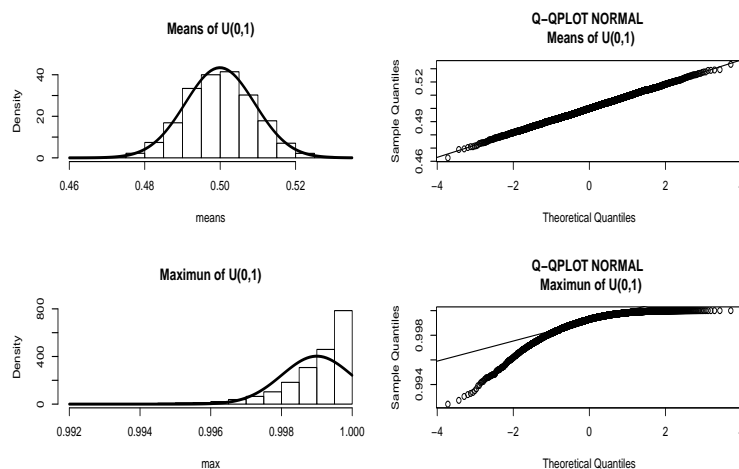 Means of U(0,1)
Density
0 20 40
0.46 0.48 0.50 0.52
means
Q−QPLOT NORMAL
Means of U(0,1)
Sample Quantiles
0.46 0.49 0.52
−4 −2 0 2 4
Theoretical Quantiles
Maximun of U(0,1)
Density
0 400 800
0.992 0.994 0.996 0.998 1.000
max
Q−QPLOT NORMAL
Maximun of U(0,1)
Sample Quantiles
0.994 0.998
−4 −2 0 2 4
Theoretical Quantiles